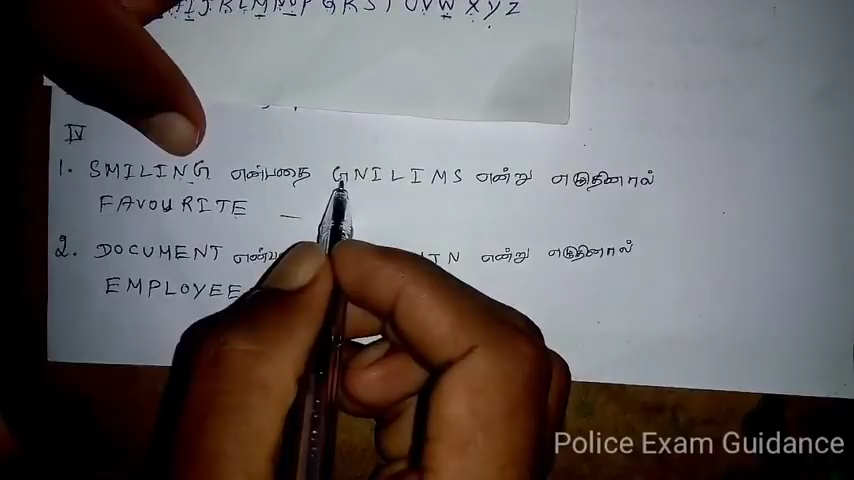 I J K L M N O P Q R S T U V W X Y Z
IV
1. SMILING என்பதை GNILIMS என்று எழுதினால்
FAVOURITE _
2. DOCUMENT என்று எழுதினால்
EMPLOYEE
Police Exam Guidance